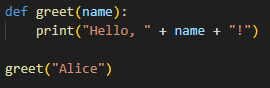 def greet(name):
    print("Hello, " + name + "!")

greet("Alice")